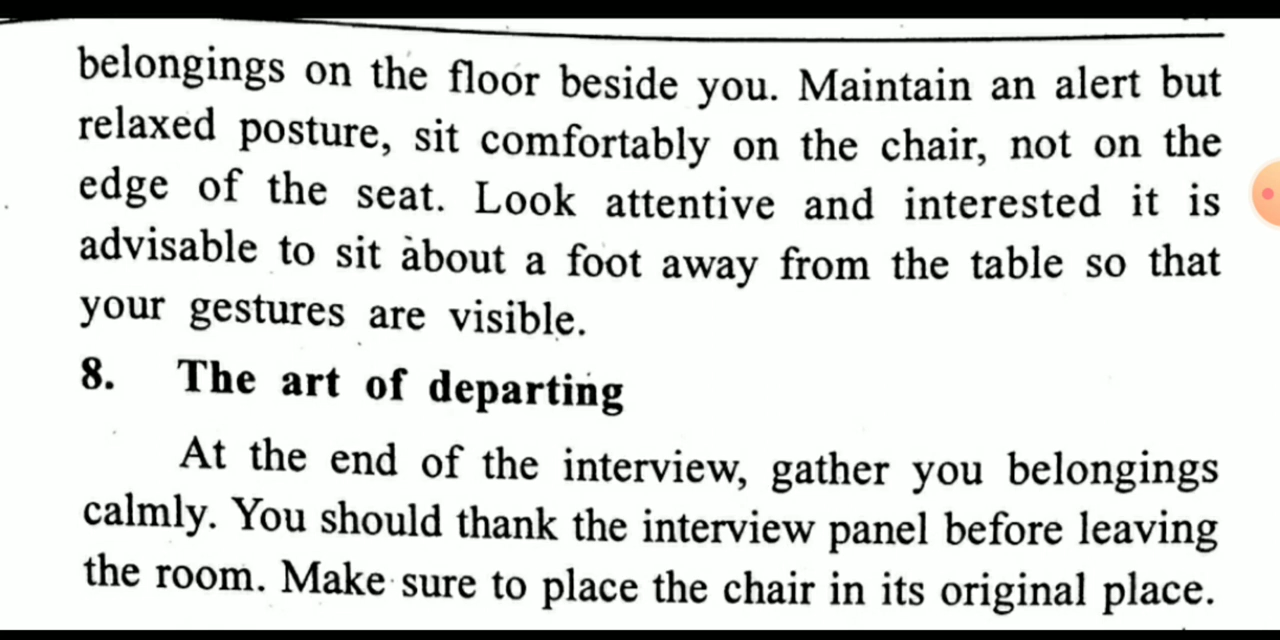 belongings on the floor beside you. Maintain an alert but
relaxed posture, sit comfortably on the chair, not on the
edge of the seat. Look attentive and interested it is
advisable to sit about a foot away from the table so that
your gestures are visible.
8. The art of departing
At the end of the interview, gather you belongings
calmly. You should thank the interview panel before leaving
the room. Make sure to place the chair in its original place.